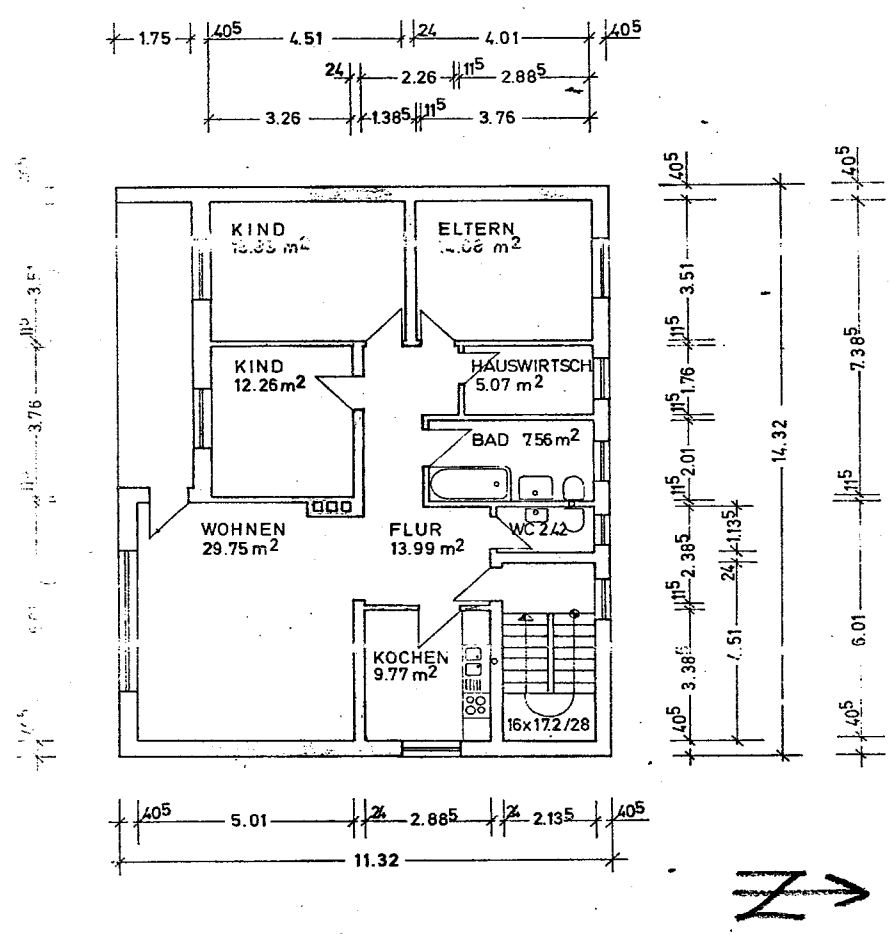 1.75 40⁵ 4.51 24 4.01 40⁵
24 2.26 11⁵ 2.88⁵
3.26 1.38⁵ 11⁵ 3.76
KIND
ELTERN
m²
m²
KIND
12.26 m²
HAUSWIRTSCH
5.07 m²
BAD 7.56 m²
WOHNEN
29.75 m²
FLUR
13.99 m²
WC 2.42
KOCHEN
9.77 m²
16x17.2/28
3.51
11⁵
3.76
11⁵
40⁵
3.51
11⁵
1.76
11⁵
2.01
11⁵
2.38⁵
11⁵
3.38⁵
40⁵
1.13⁵
24
4.51
14.32
40⁵
7.38⁵
11⁵
6.01
40⁵
40⁵ 5.01 24 2.88⁵ 24 2.13⁵ 40⁵
11.32
Z